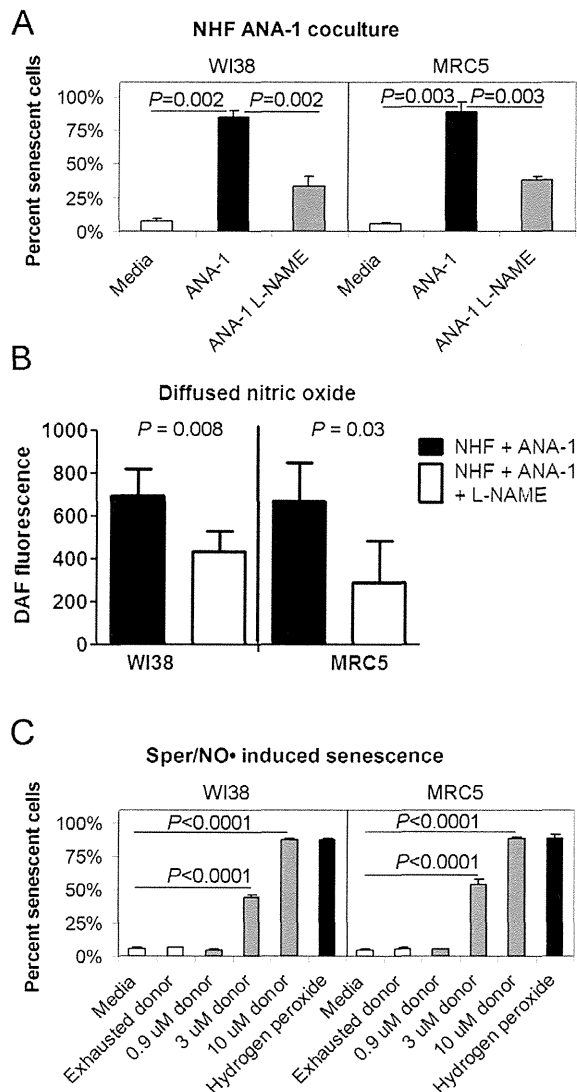 A
NHF ANA-1 coculture
WI38 MRC5
Percent senescent cells
100%
75%
50%
25%
0%
P=0.002 P=0.002 P=0.003 P=0.003
Media ANA-1 ANA-1 L-NAME Media ANA-1 ANA-1 L-NAME
B
Diffused nitric oxide
DAF fluorescence
1000
800
600
400
200
0
P = 0.008 P = 0.03
NHF + ANA-1
NHF + ANA-1
+ L-NAME
WI38 MRC5
C
Sper/NO• induced senescence
WI38 MRC5
Percent senescent cells
100%
75%
50%
25%
0%
P<0.0001 P<0.0001
P<0.0001 P<0.0001
Media Exhausted donor 0.9 uM donor 3 uM donor 10 uM donor Hydrogen peroxide Media Exhausted donor 0.9 uM donor 3 uM donor 10 uM donor Hydrogen peroxide